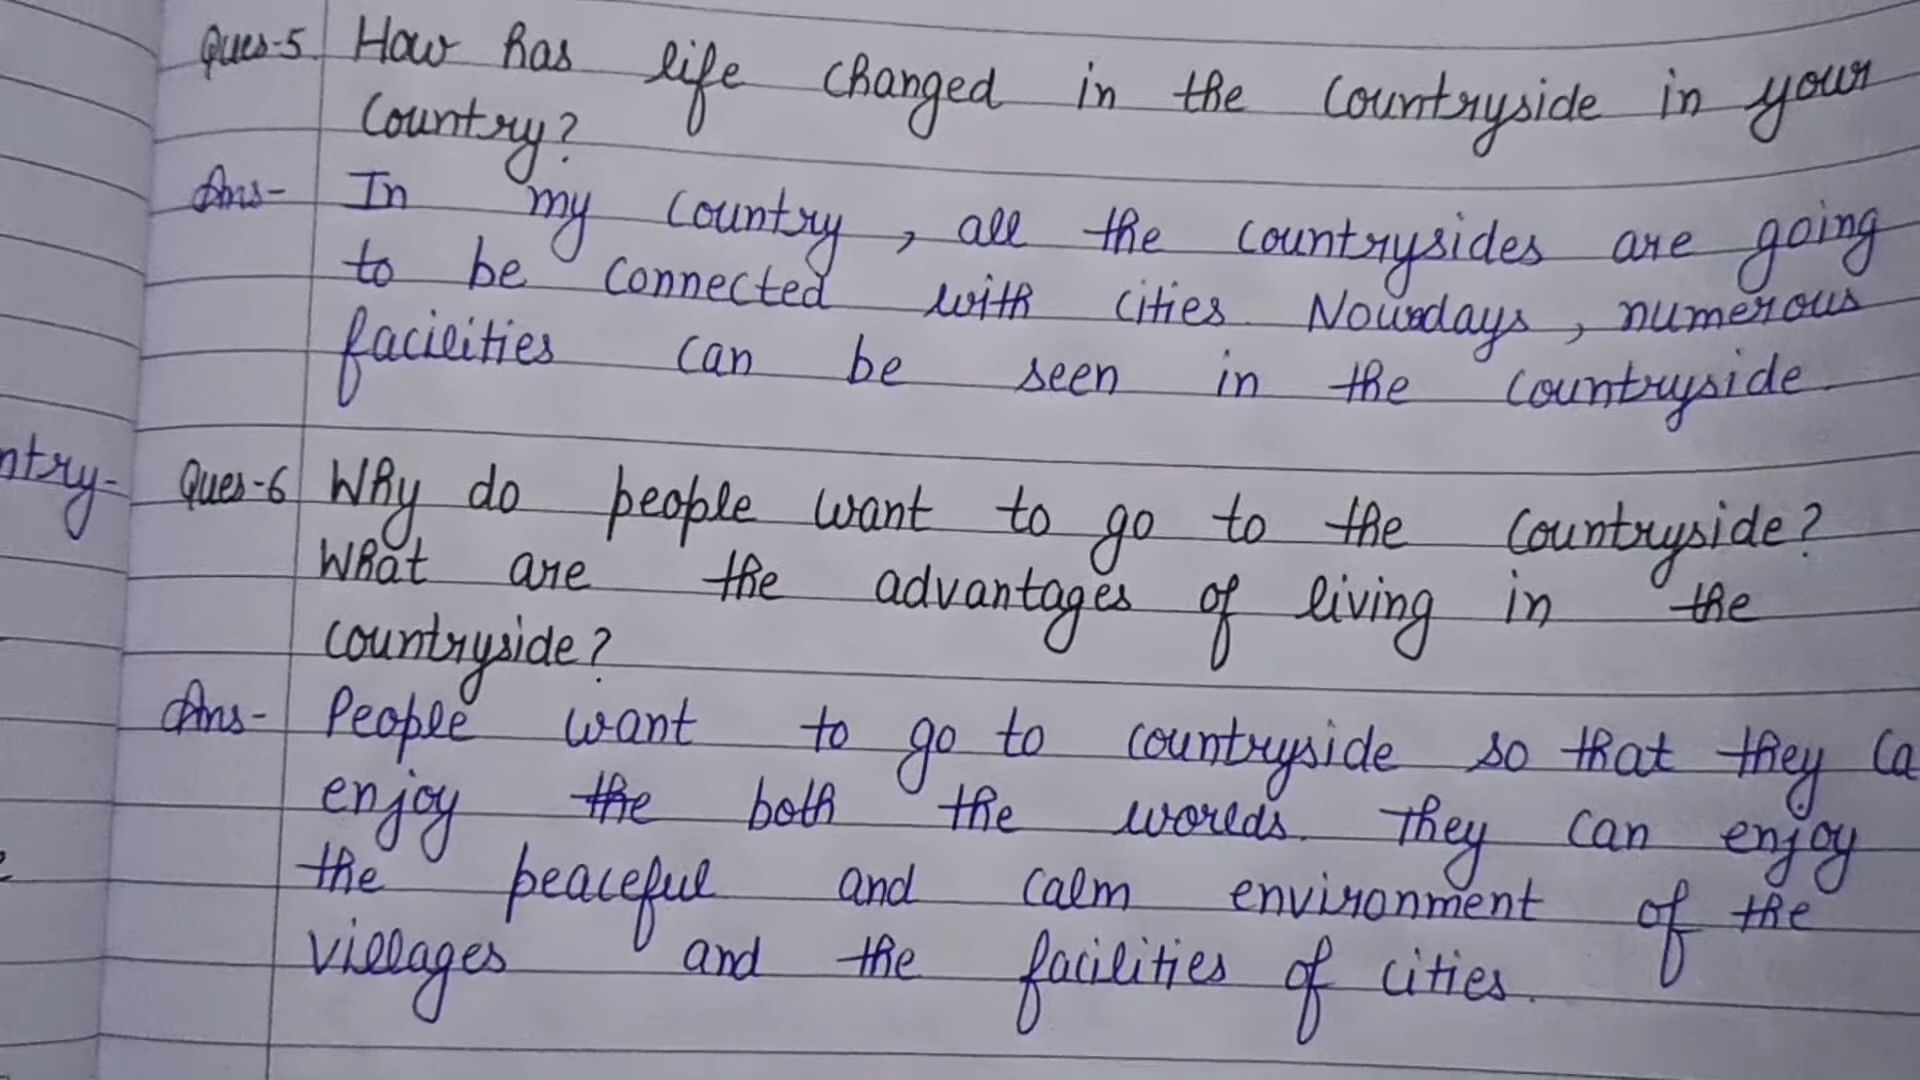 Ques-5. How has life changed in the countryside in your
country?
Ans- In my country, all the countrysides are going
to be connected with cities. Nowadays, numerous
facilities can be seen in the countryside.
ntry- Ques-6 Why do people want to go to the countryside?
What are the advantages of living in the
countryside?
Ans- People want to go to countryside so that they ca
enjoy the both the worlds. They can enjoy
the peaceful and calm environment of the
villages and the facilities of cities.